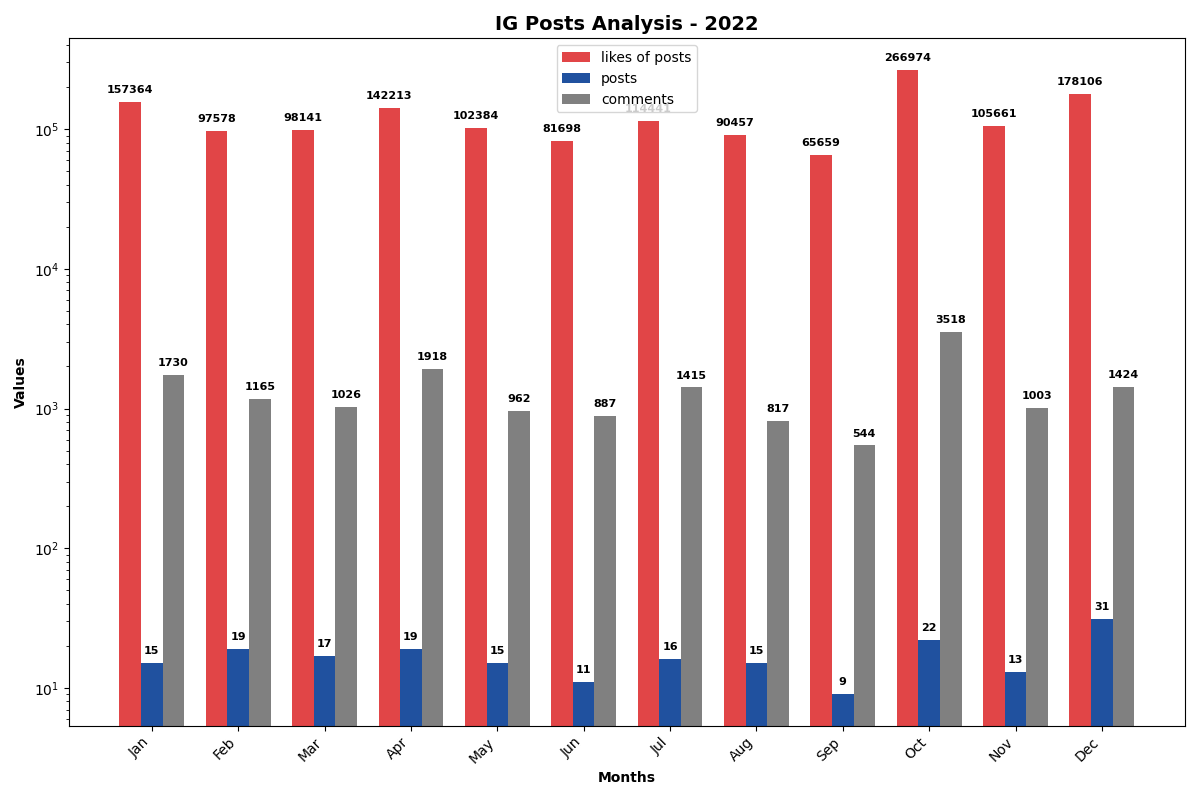 IG Posts Analysis - 2022
likes of posts
posts
comments
Values
10^5
10^4
10^3
10^2
10^1
157364
97578
98141
142213
102384
81698
114441
90457
65659
266974
105661
178106
1730
1165
1026
1918
962
887
1415
817
544
3518
1003
1424
15
19
17
19
15
11
16
15
9
22
13
31
Jan
Feb
Mar
Apr
May
Jun
Jul
Aug
Sep
Oct
Nov
Dec
Months